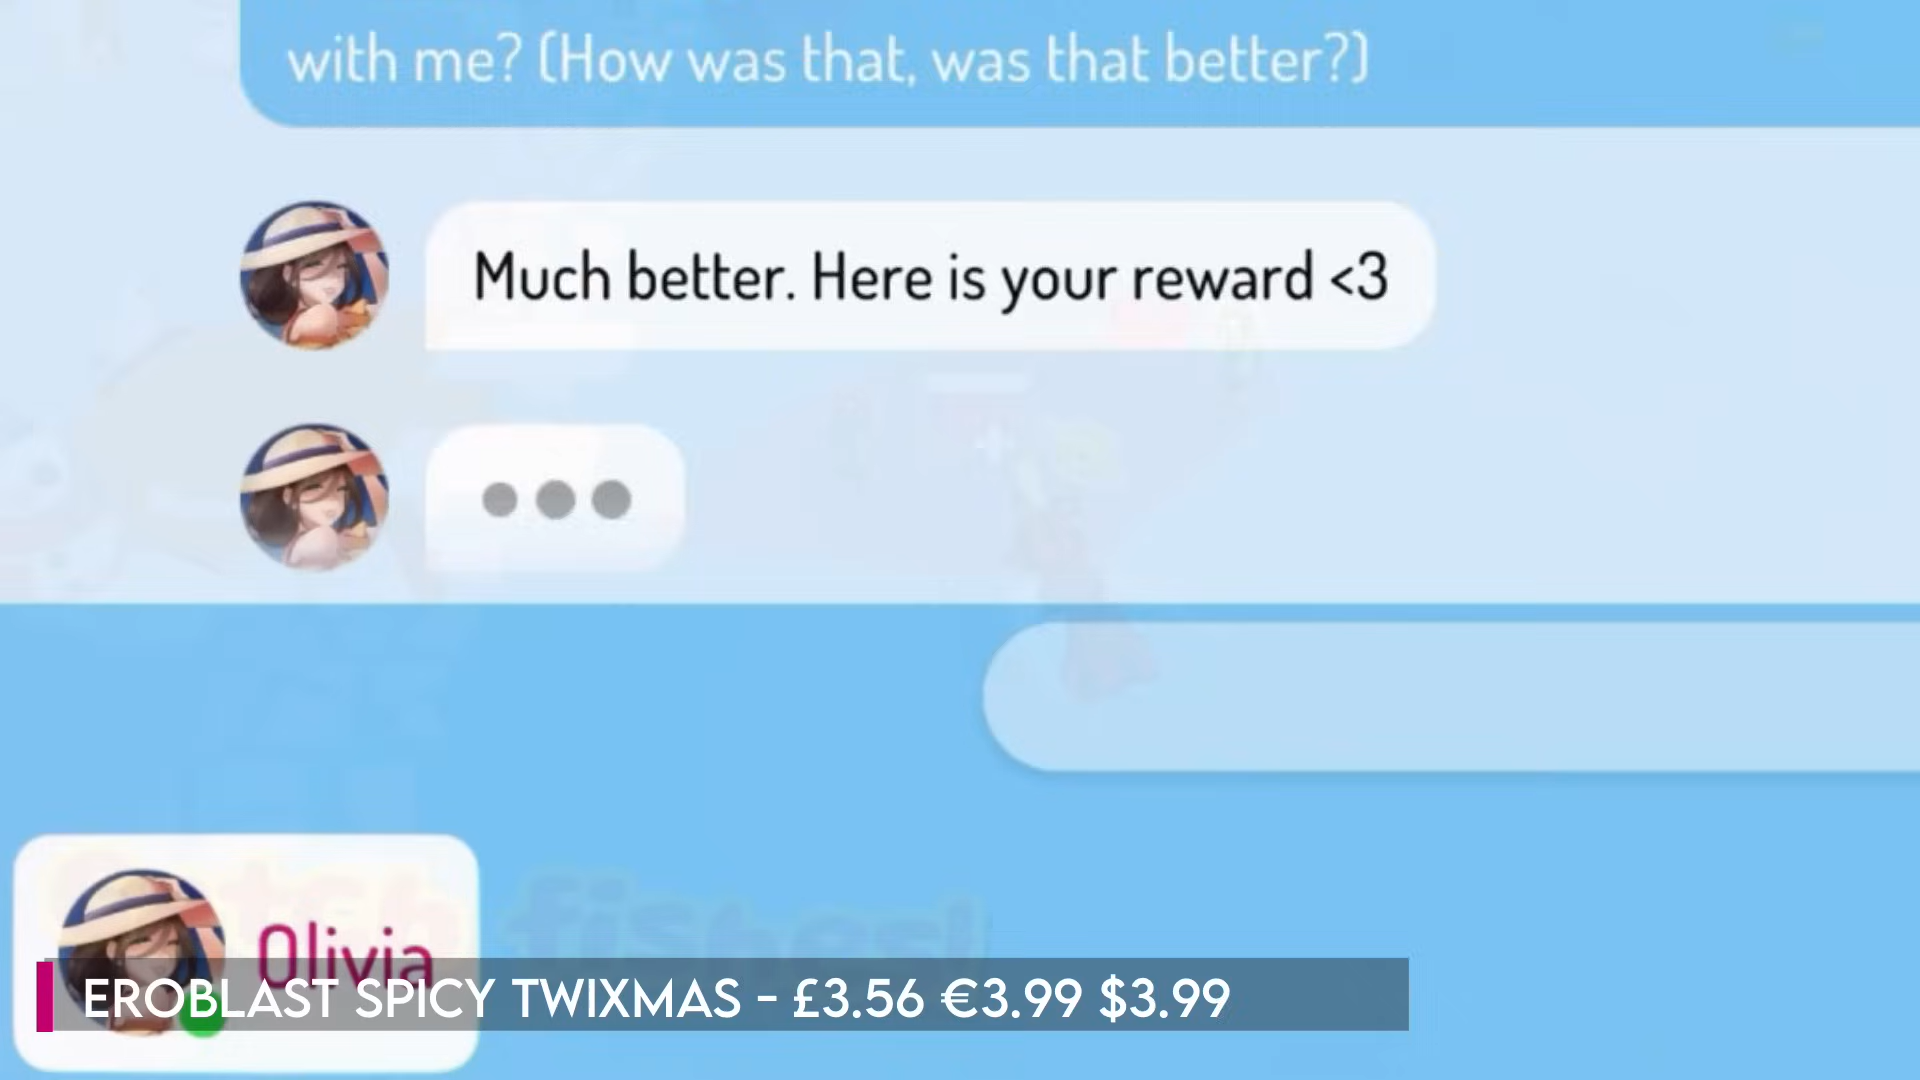 with me? (How was that, was that better?)
Much better. Here is your reward <3
Olivia
EROBLAST SPICY TWIXMAS - £3.56 €3.99 $3.99